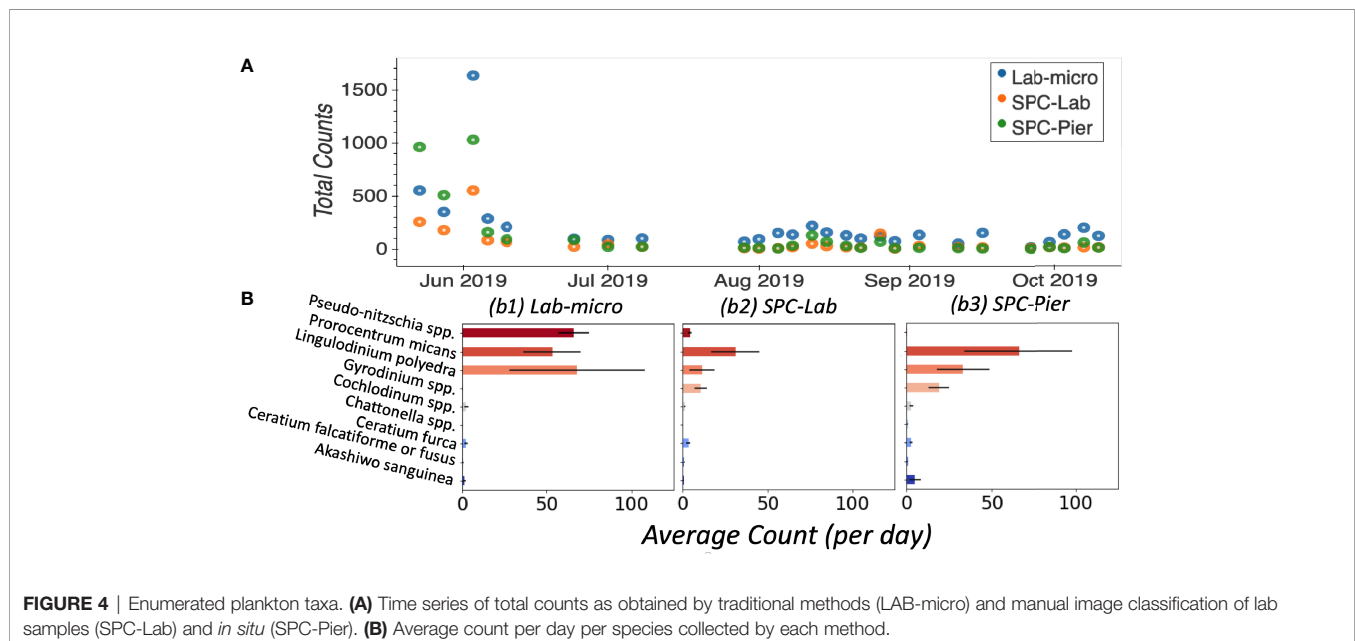 A
Total Counts
1500
1000
500
0
Lab-micro
SPC-Lab
SPC-Pier
Jun 2019 Jul 2019 Aug 2019 Sep 2019 Oct 2019
B
(b1) Lab-micro (b2) SPC-Lab (b3) SPC-Pier
Pseudo-nitzschia spp.
Prorocentrum micans
Lingulodinium polyedra
Gyrodinium spp.
Cochlodinum spp.
Chattonella spp.
Ceratium furca
Ceratium falcatiforme or fusus
Akashiwo sanguinea
0 50 100 0 50 100 0 50 100
Average Count (per day)
FIGURE 4 | Enumerated plankton taxa. (A) Time series of total counts as obtained by traditional methods (LAB-micro) and manual image classification of lab
samples (SPC-Lab) and in situ (SPC-Pier). (B) Average count per day per species collected by each method.